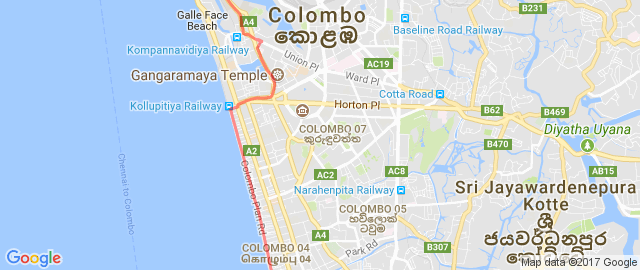 Galle Face
Beach
A4
Colombo
කොළඹ
B231
Kompannavidiya Railway
Baseline Road Railway
Union Pl
AC19
Gangaramaya Temple
Ward Pl
Cotta Road
Kollupitiya Railway
Horton Pl
B62
B469
COLOMBO 07
කුරුඳුවත්ත
Diyatha Uyana
A2
B470
Chennai to Colombo
Colombo Plan Rd
AC2
AC8
AB15
Narahenpita Railway
Sri Jayawardenepura
Kotte
COLOMBO 05
හව්ලොක්
ටවුම
ශ්‍රී
ජයවර්ධනපුර
COLOMBO 04
கொழும்பு 04
Park Rd
B307
Google
Map data ©2017 Google